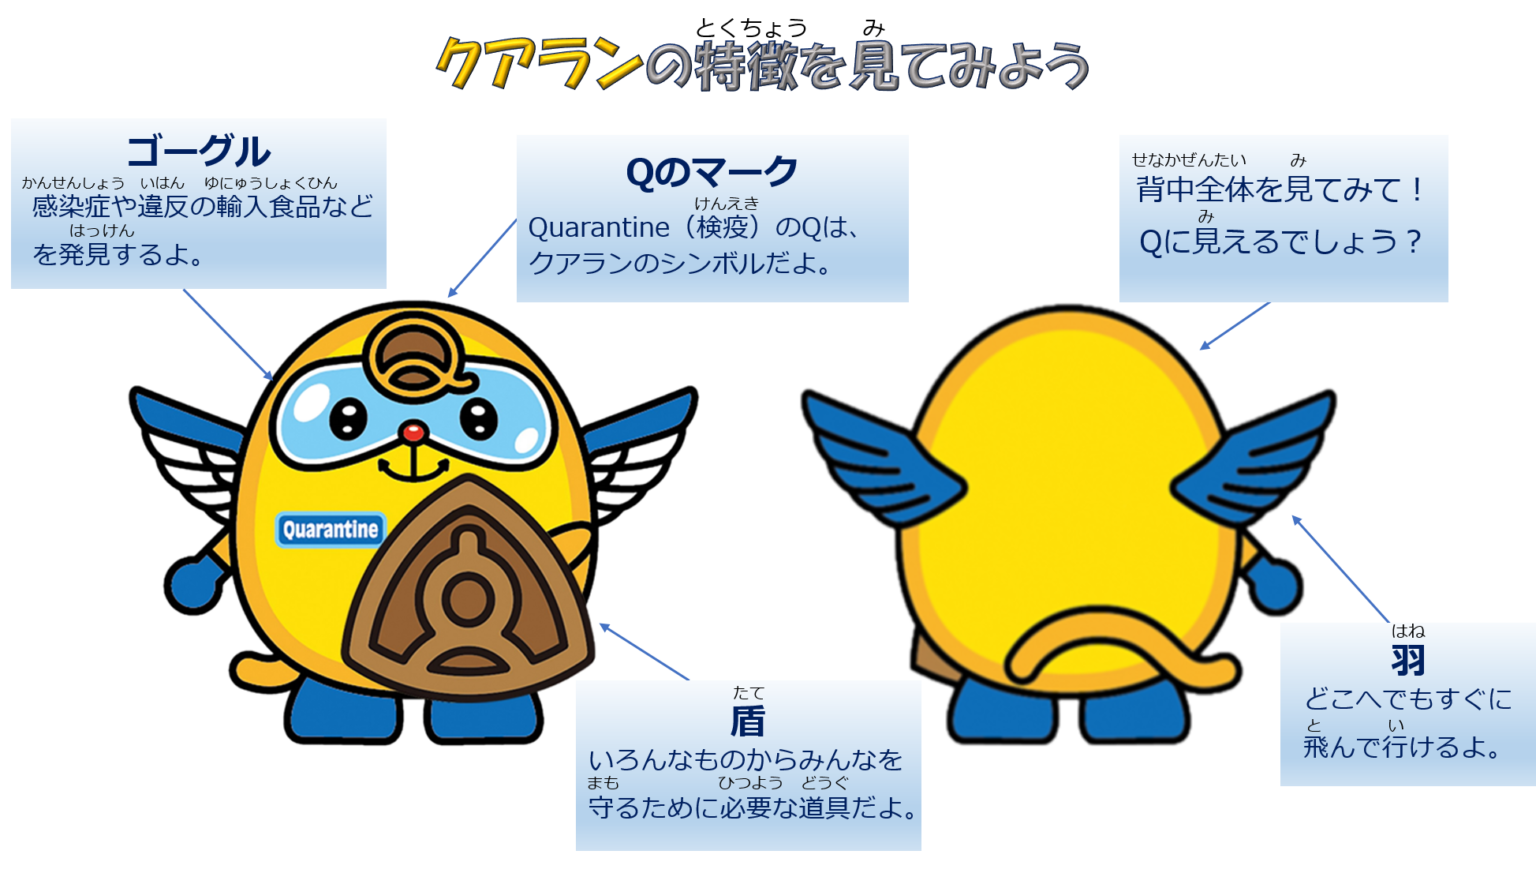 とくちょう み
クアランの特徴を見てみよう
ゴーグル
かんせんしょう いはん ゆにゅうしょくひん
感染症や違反の輸入食品など
はっけん
を発見するよ。
Qのマーク
けんえき
Quarantine（検疫）のQは、
クアランのシンボルだよ。
せなかぜんたい み
背中全体を見てみて！
み
Qに見えるでしょう？
Quarantine
たて
盾
いろんなものからみんなを
まも ひつよう どうぐ
守るために必要な道具だよ。
はね
羽
どこへでもすぐに
と い
飛んで行けるよ。